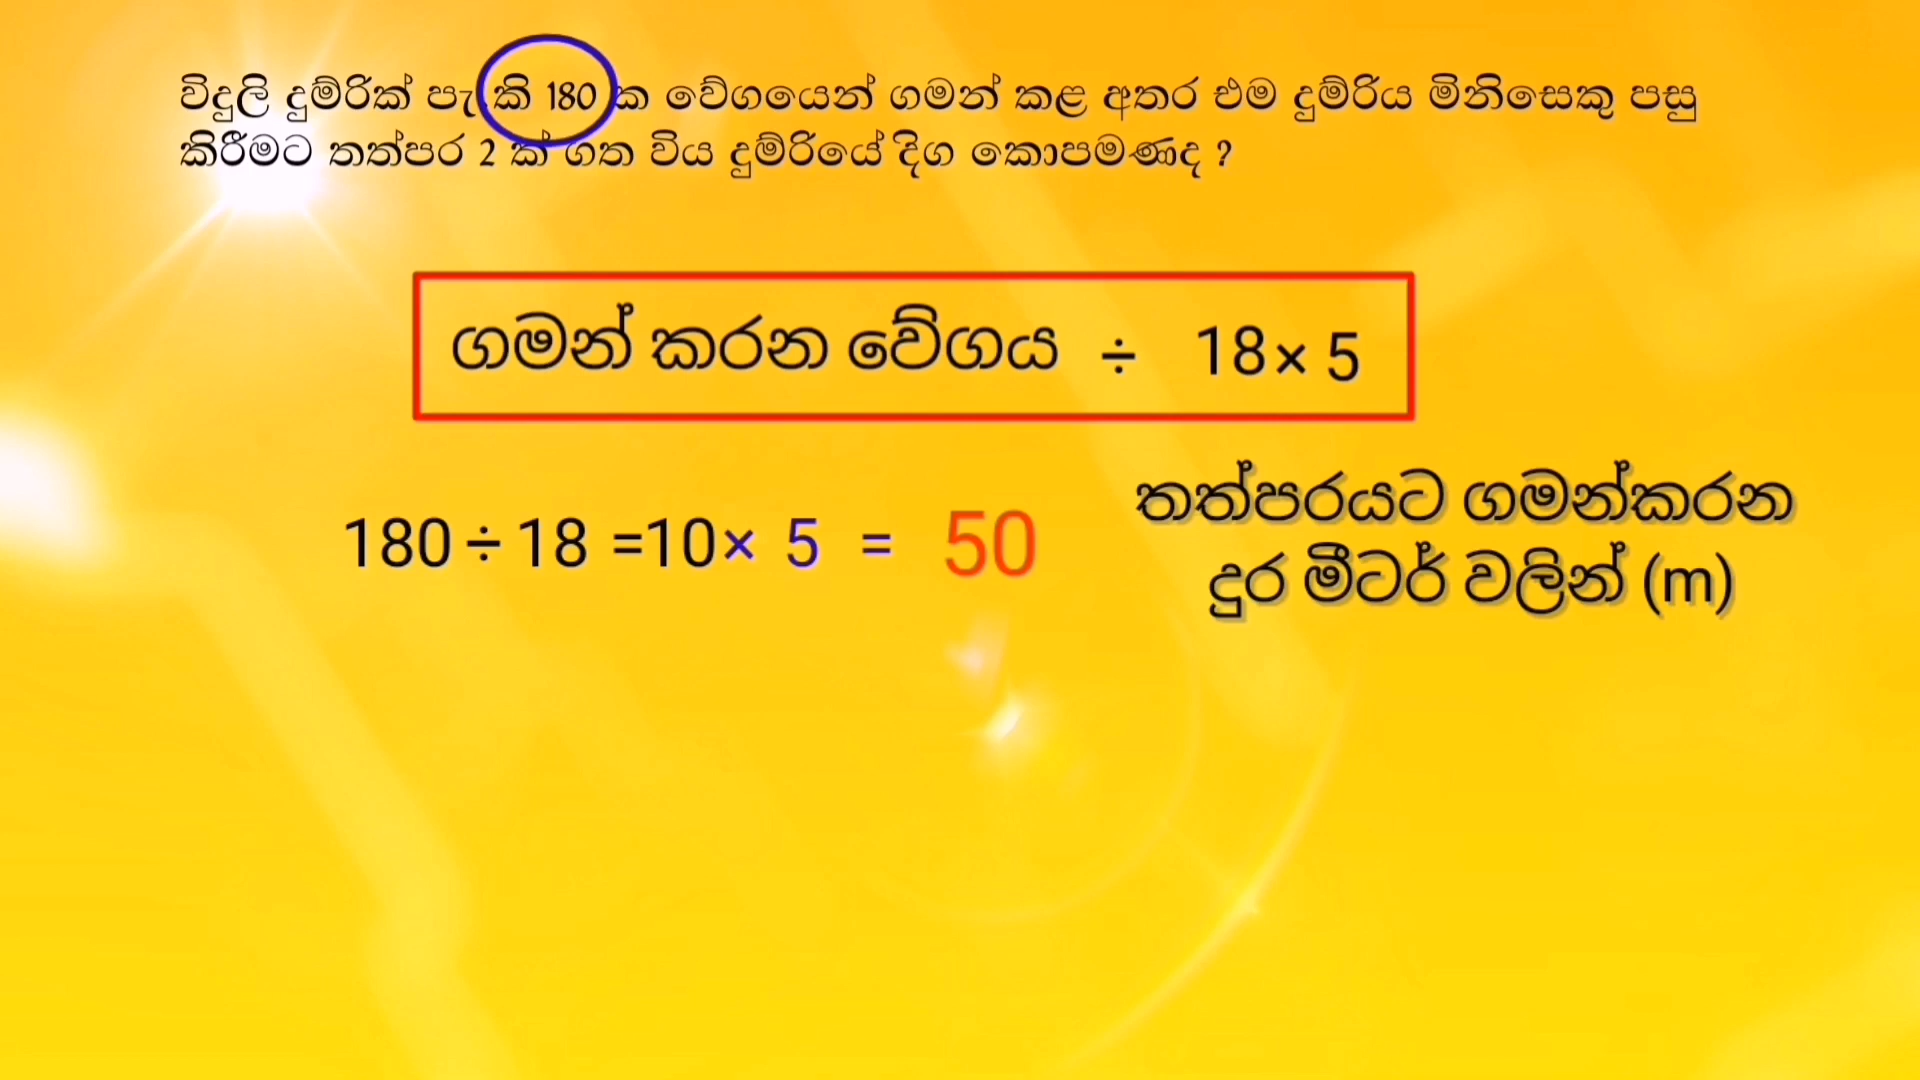 විදුලි දුම්රික් පැ.කි 180 ක වේගයෙන් ගමන් කළ අතර එම දුම්රිය මිනිසෙකු පසු
කිරීමට තත්පර 2 ක් ගත විය දුම්රියේ දිග කොපමණද ?
ගමන් කරන වේගය ÷ 18 × 5
180 ÷ 18 =10 × 5 = 50
තත්පරයට ගමන්කරන
දුර මීටර් වලින් (m)